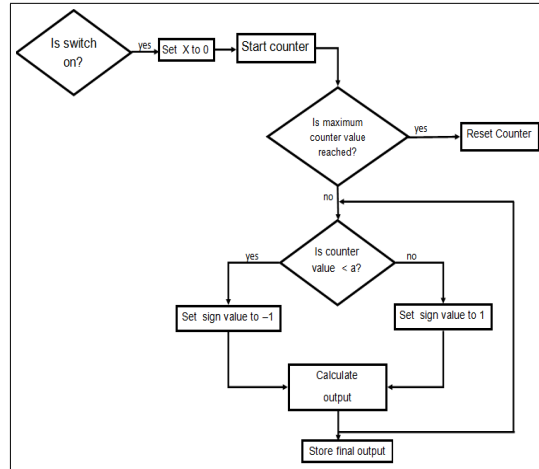 Is switch
on?
yes
Set X to 0
Start counter
Is maximum
counter value
reached?
yes
Reset Counter
no
Is counter
value < a?
yes
no
Set sign value to –1
Set sign value to 1
Calculate
output
Store final output